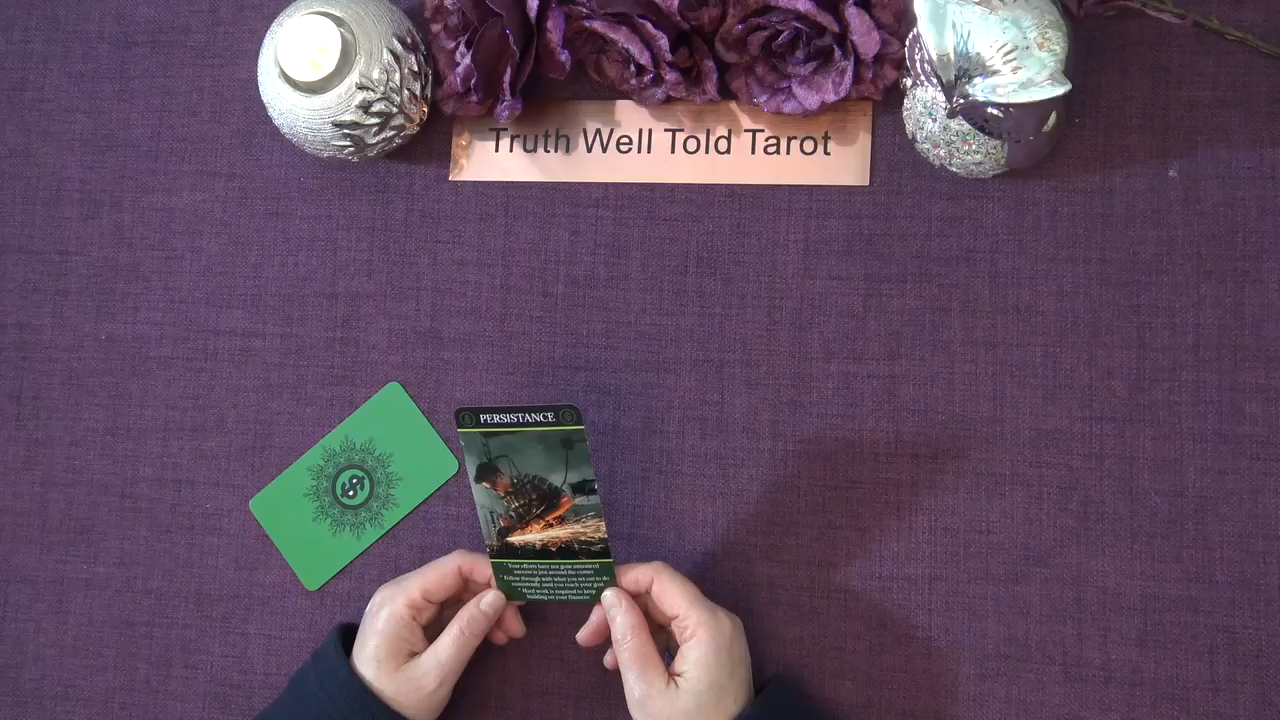 Truth Well Told Tarot
$ PERSISTANCE $
* Your efforts have not gone unnoticed
success is just around the corner
* Follow through with what you set out to do
consistently until you reach your goal
* Hard work is required to keep
building on your finances
$